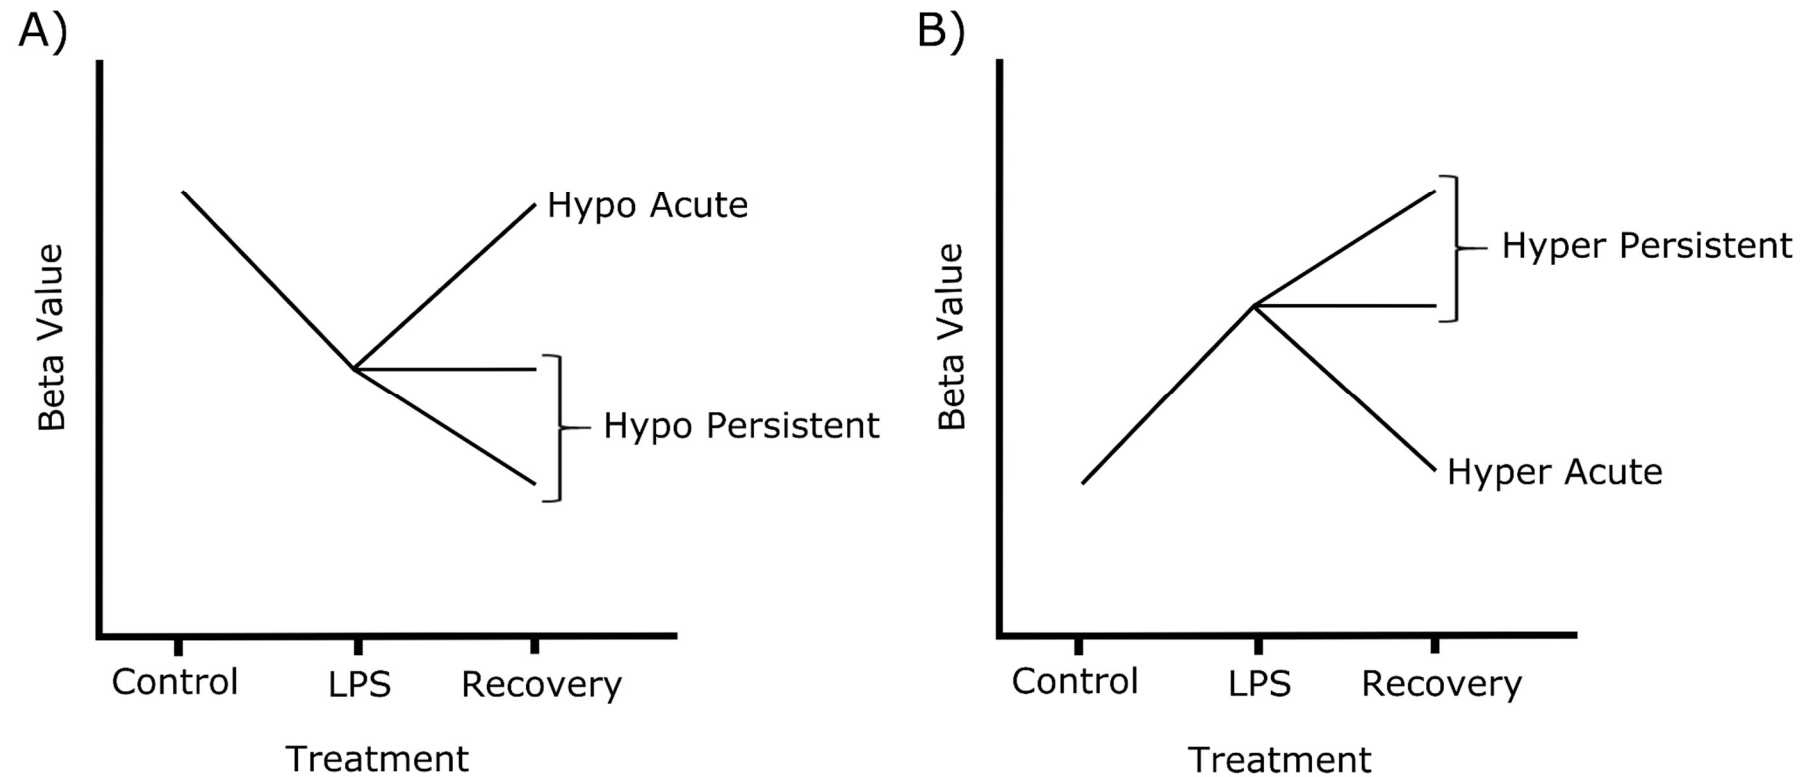 A)
Beta Value
Hypo Acute
Hypo Persistent
Control LPS Recovery
Treatment
B)
Beta Value
Hyper Persistent
Hyper Acute
Control LPS Recovery
Treatment